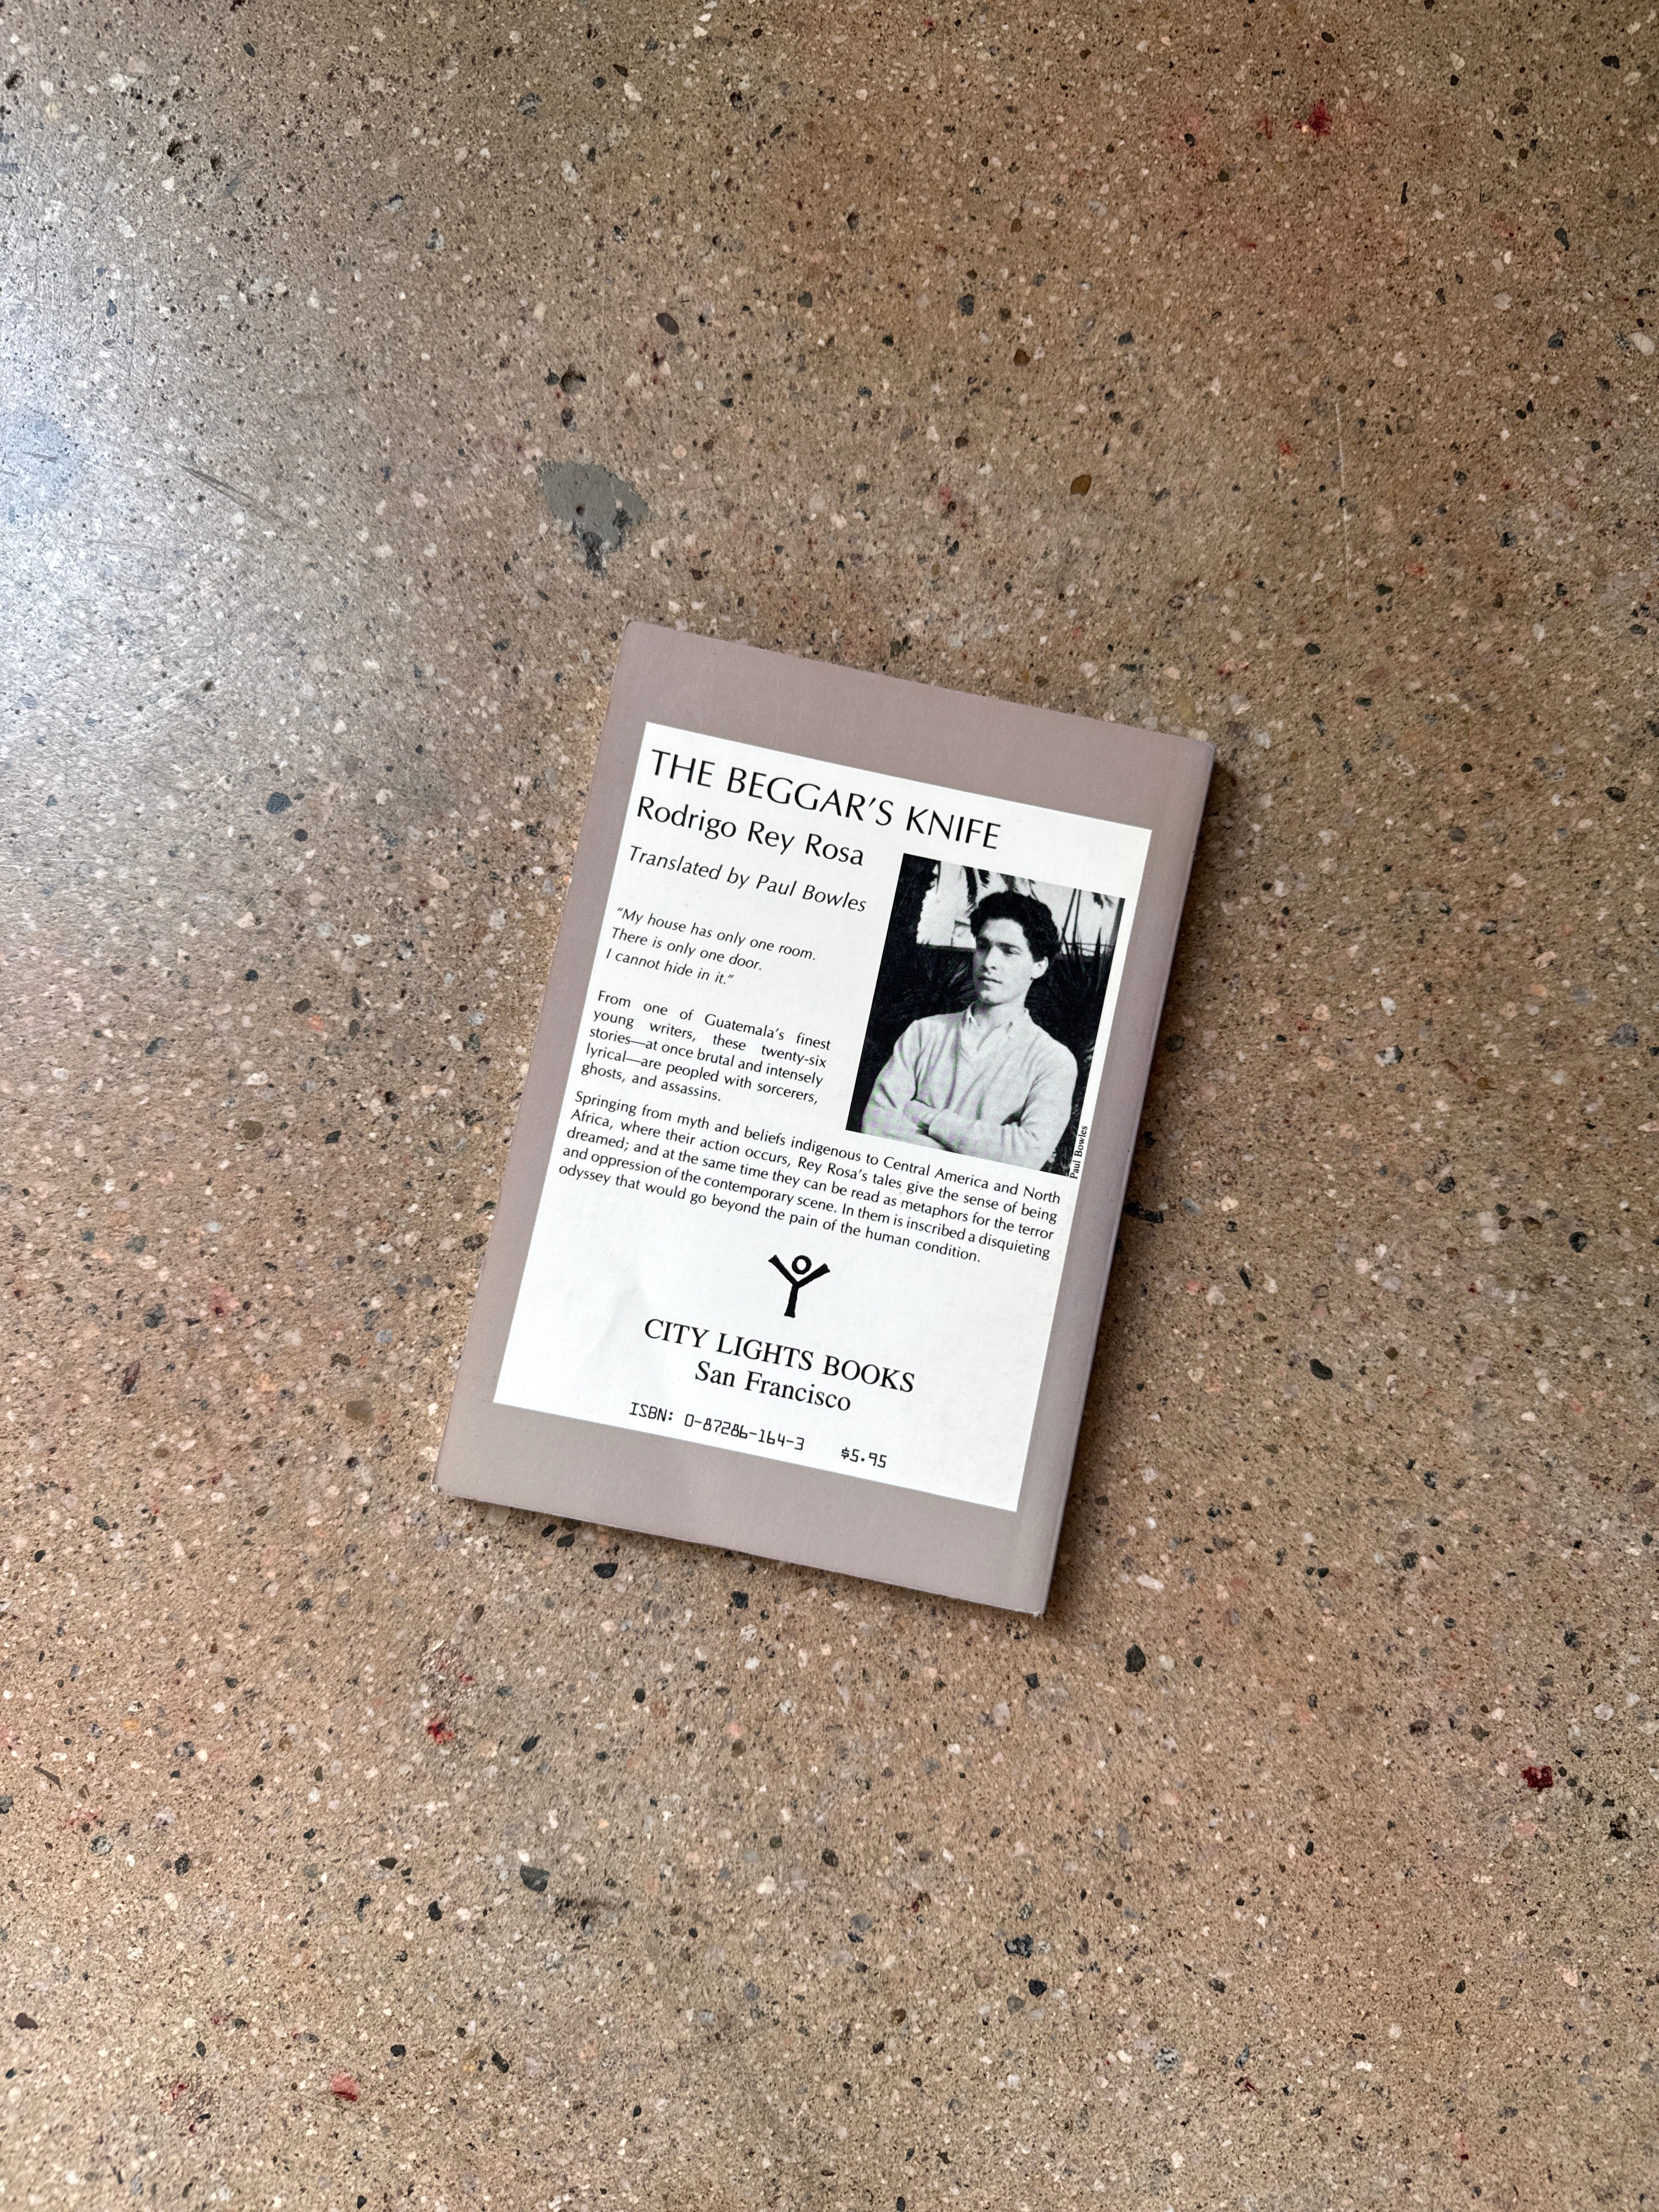 THE BEGGAR'S KNIFE
Rodrigo Rey Rosa
Translated by Paul Bowles
“My house has only one room.
There is only one door.
I cannot hide in it.”
From one of Guatemala's finest
young writers, these twenty-six
stories—at once brutal and intensely
lyrical—are peopled with sorcerers,
ghosts, and assassins.
Paul Bowles
Springing from myth and beliefs indigenous to Central America and North
Africa, where their action occurs, Rey Rosa's tales give the sense of being
dreamed; and at the same time they can be read as metaphors for the terror
and oppression of the contemporary scene. In them is inscribed a disquieting
odyssey that would go beyond the pain of the human condition.
CITY LIGHTS BOOKS
San Francisco
ISBN: 0-87286-164-3 $5.95